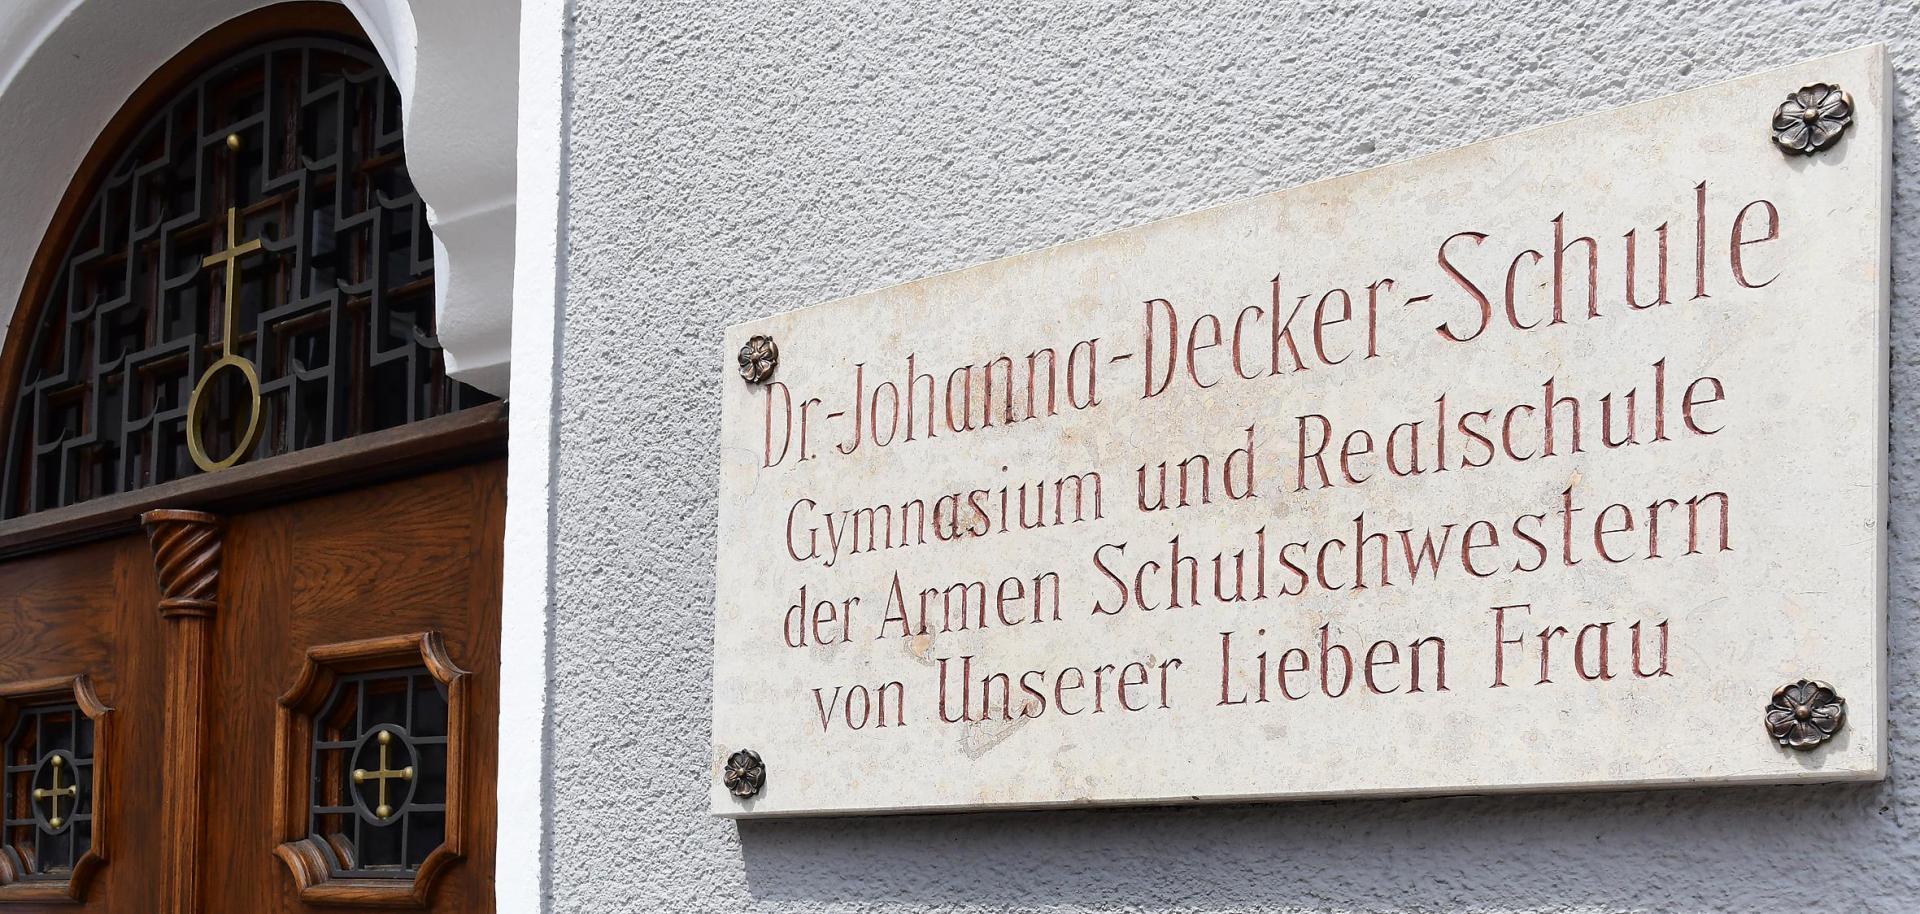 Dr.-Johanna-Decker-Schule
Gymnasium und Realschule
der Armen Schulschwestern
von Unserer Lieben Frau